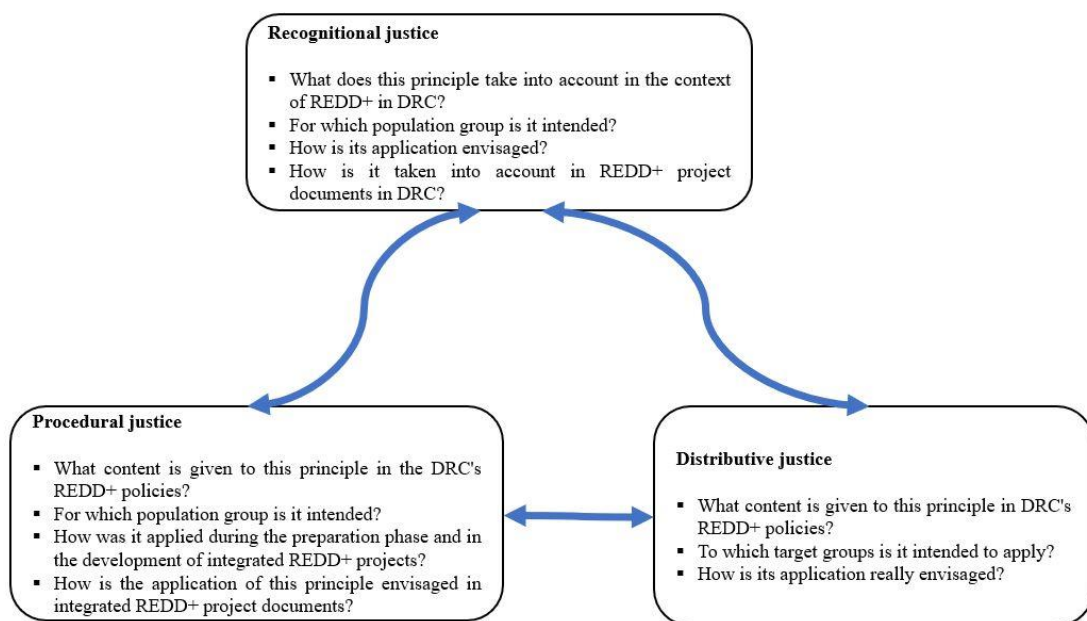 Recognitional justice
▪ What does this principle take into account in the context
of REDD+ in DRC?
▪ For which population group is it intended?
▪ How is its application envisaged?
▪ How is it taken into account in REDD+ project
documents in DRC?
Procedural justice
▪ What content is given to this principle in the DRC's
REDD+ policies?
▪ For which population group is it intended?
▪ How was it applied during the preparation phase and in
the development of integrated REDD+ projects?
▪ How is the application of this principle envisaged in
integrated REDD+ project documents?
Distributive justice
▪ What content is given to this principle in DRC's
REDD+ policies?
▪ To which target groups is it intended to apply?
▪ How is its application really envisaged?